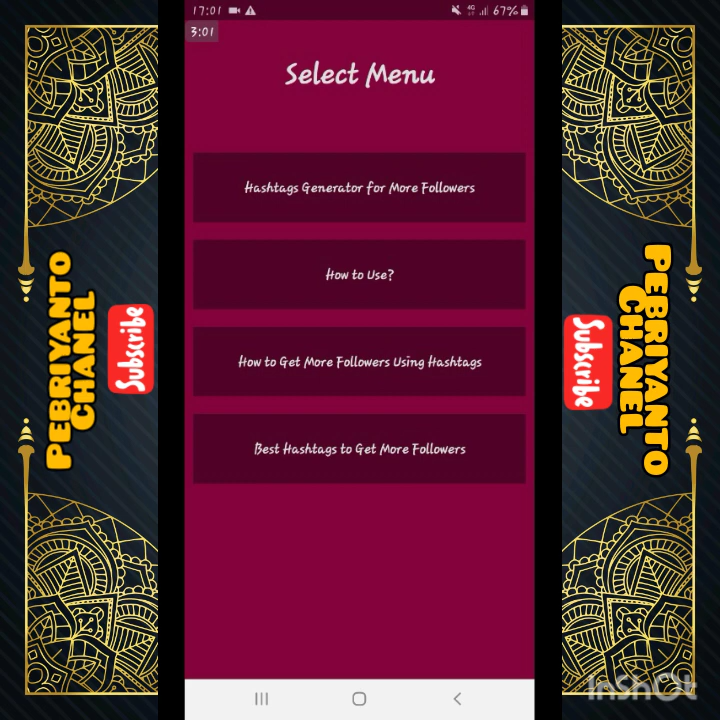 17:01
4G
67%
3:01
Select Menu
Hashtags Generator for More Followers
How to Use?
How to Get More Followers Using Hashtags
Best Hashtags to Get More Followers
PEBRIYANTO
CHANEL
Subscribe
PEBRIYANTO
CHANEL
Subscribe
InShOt